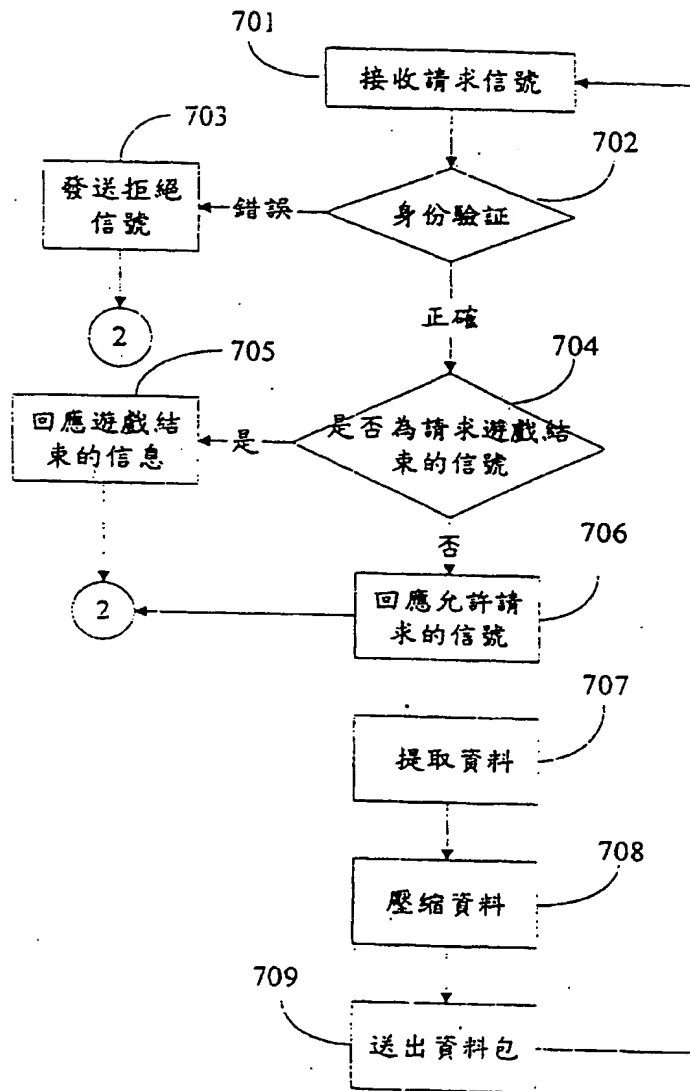 701
接收請求信號
703
702
發送拒絕
信號
錯誤
身份驗証
2
正確
705
704
回應遊戲結
束的信息
是
是否為請求遊戲結
束的信號
否
706
2
回應允許請
求的信號
707
提取資料
708
壓縮資料
709
送出資料包